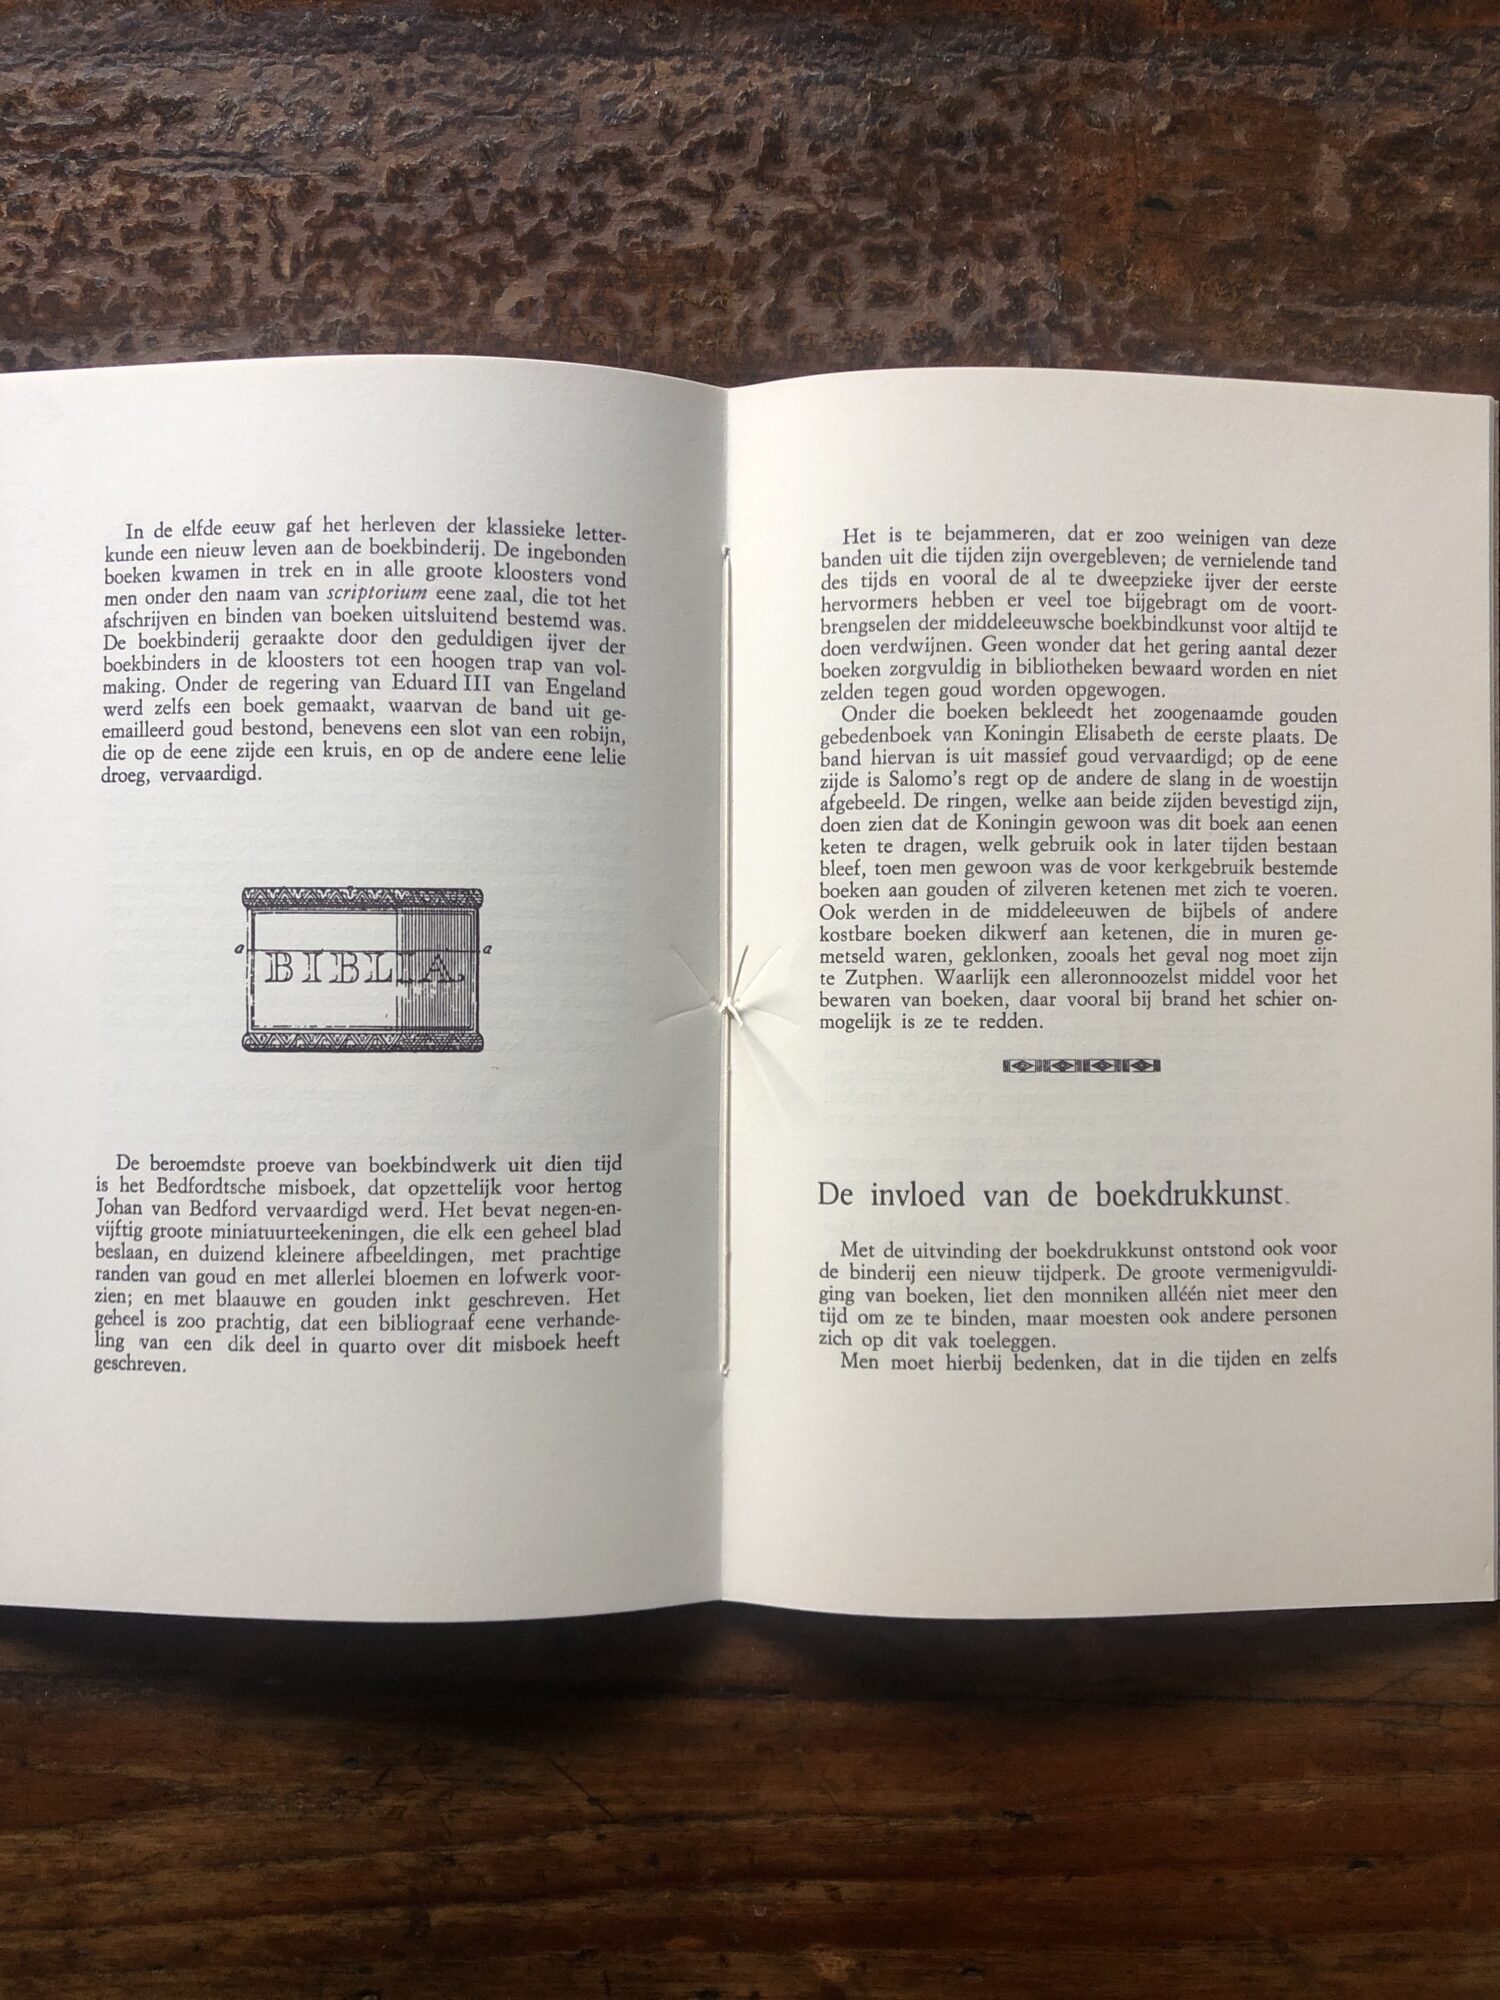 In de elfde eeuw gaf het herleven der klassieke letter-
kunde een nieuw leven aan de boekbinderij. De ingebonden
boeken kwamen in trek en in alle groote kloosters vond
men onder den naam van scriptorium eene zaal, die tot het
afschrijven en binden van boeken uitsluitend bestemd was.
De boekbinderij geraakte door den geduldigen ijver der
boekbinders in de kloosters tot een hoogen trap van vol-
making. Onder de regering van Eduard III van Engeland
werd zelfs een boek gemaakt, waarvan de band uit ge-
emailleerd goud bestond, benevens een slot van een robijn,
die op de eene zijde een kruis, en op de andere eene lelie
droeg, vervaardigd.
a BIBLIA. a
De beroemdste proeve van boekbindwerk uit dien tijd
is het Bedfordtsche misboek, dat opzettelijk voor hertog
Johan van Bedford vervaardigd werd. Het bevat negen-en-
vijftig groote miniatuurteekeningen, die elk een geheel blad
beslaan, en duizend kleinere afbeeldingen, met prachtige
randen van goud en met allerlei bloemen en lofwerk voor-
zien; en met blaauwe en gouden inkt geschreven. Het
geheel is zoo prachtig, dat een bibliograaf eene verhande-
ling van een dik deel in quarto over dit misboek heeft
geschreven.
Het is te bejammeren, dat er zoo weinigen van deze
banden uit die tijden zijn overgebleven; de vernielende tand
des tijds en vooral de al te dweepzieke ijver der eerste
hervormers hebben er veel toe bijgebragt om de voort-
brengselen der middeleeuwsche boekbindkunst voor altijd te
doen verdwijnen. Geen wonder dat het gering aantal dezer
boeken zorgvuldig in bibliotheken bewaard worden en niet
zelden tegen goud worden opgewogen.
Onder die boeken bekleedt het zoogenaamde gouden
gebedenboek van Koningin Elisabeth de eerste plaats. De
band hiervan is uit massief goud vervaardigd; op de eene
zijde is Salomo's regt op de andere de slang in de woestijn
afgebeeld. De ringen, welke aan beide zijden bevestigd zijn,
doen zien dat de Koningin gewoon was dit boek aan eenen
keten te dragen, welk gebruik ook in later tijden bestaan
bleef, toen men gewoon was de voor kerkgebruik bestemde
boeken aan gouden of zilveren ketenen met zich te voeren.
Ook werden in de middeleeuwen de bijbels of andere
kostbare boeken dikwerf aan ketenen, die in muren ge-
metseld waren, geklonken, zooals het geval nog moet zijn
te Zutphen. Waarlijk een alleronnoozelst middel voor het
bewaren van boeken, daar vooral bij brand het schier on-
mogelijk is ze te redden.
De invloed van de boekdrukkunst.
Met de uitvinding der boekdrukkunst ontstond ook voor
de binderij een nieuw tijdperk. De groote vermenigvuldi-
ging van boeken, liet den monniken alléén niet meer den
tijd om ze te binden, maar moesten ook andere personen
zich op dit vak toeleggen.
Men moet hierbij bedenken, dat in die tijden en zelfs